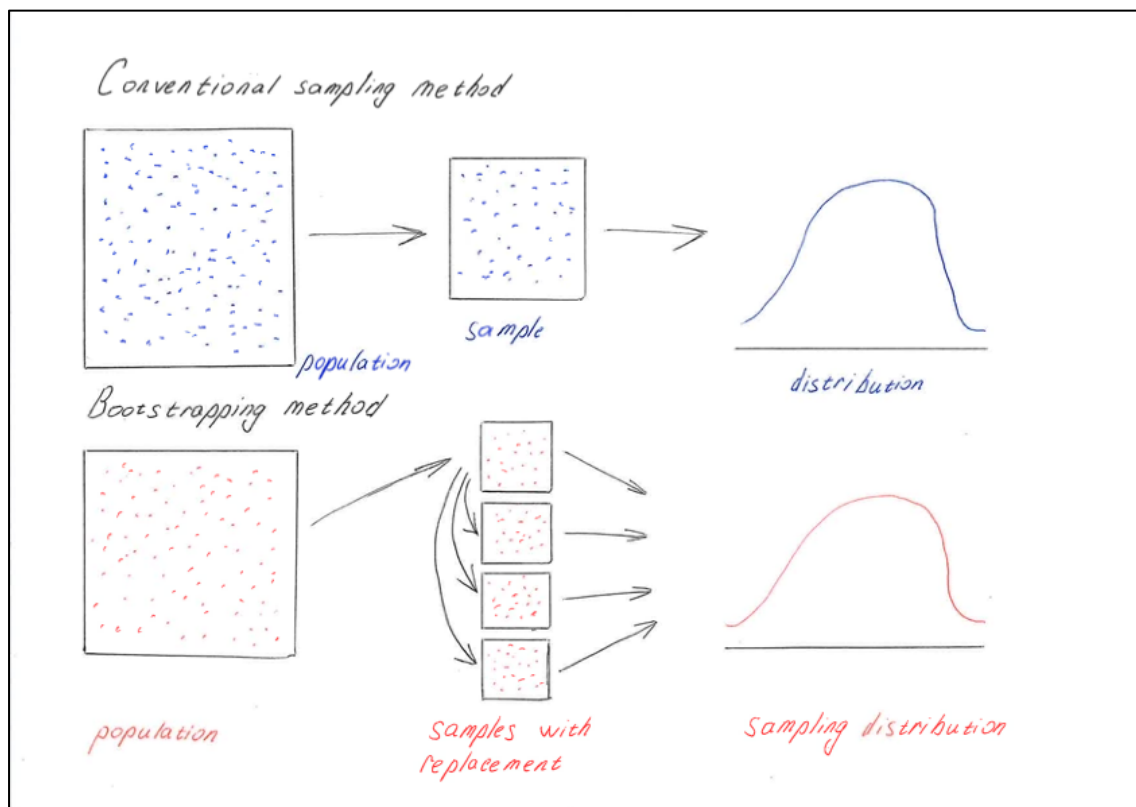 Conventional sampling method
population
sample
distribution
Bootstrapping method
population
samples with
replacement
sampling distribution